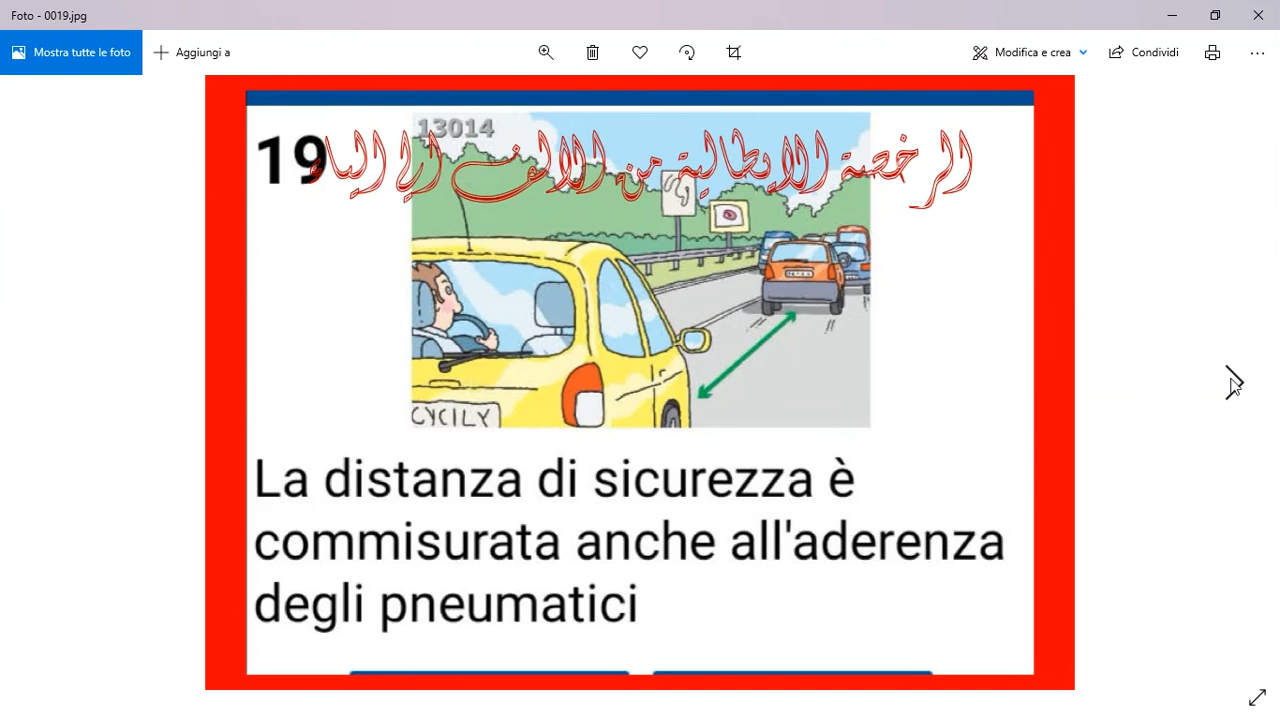 Foto - 0019.jpg
Mostra tutte le foto
Aggiungi a
Modifica e crea
Condividi
13014
19
الرخصة الايطالية من الالف الى الياء
CYCILY
La distanza di sicurezza è
commisurata anche all'aderenza
degli pneumatici